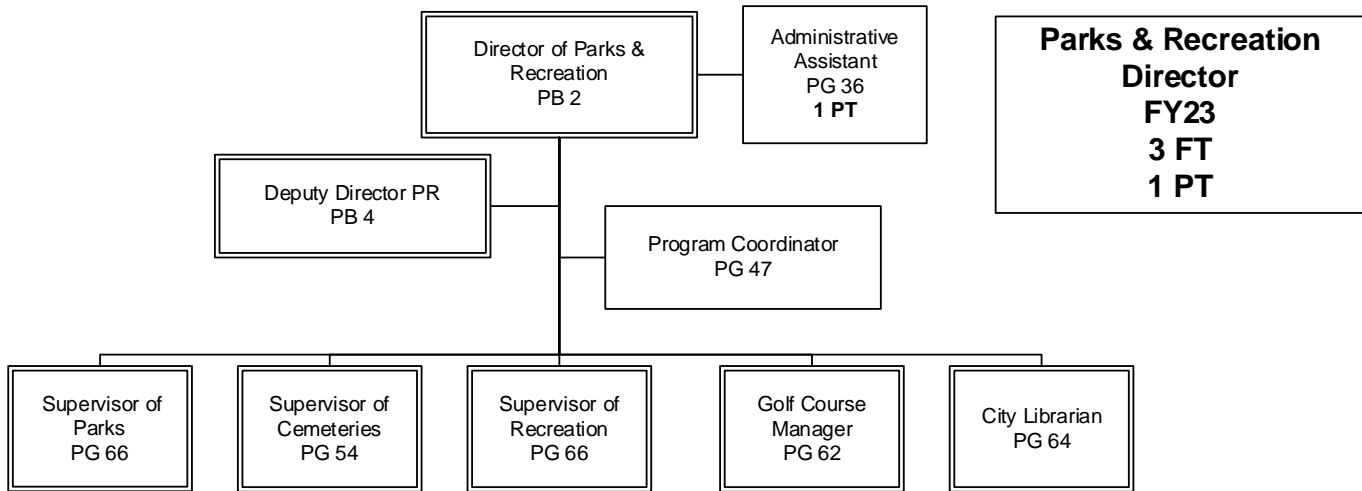 Director of Parks &
Recreation
PB 2
Administrative
Assistant
PG 36
1 PT
Parks & Recreation
Director
FY23
3 FT
1 PT
Deputy Director PR
PB 4
Program Coordinator
PG 47
Supervisor of
Parks
PG 66
Supervisor of
Cemeteries
PG 54
Supervisor of
Recreation
PG 66
Golf Course
Manager
PG 62
City Librarian
PG 64